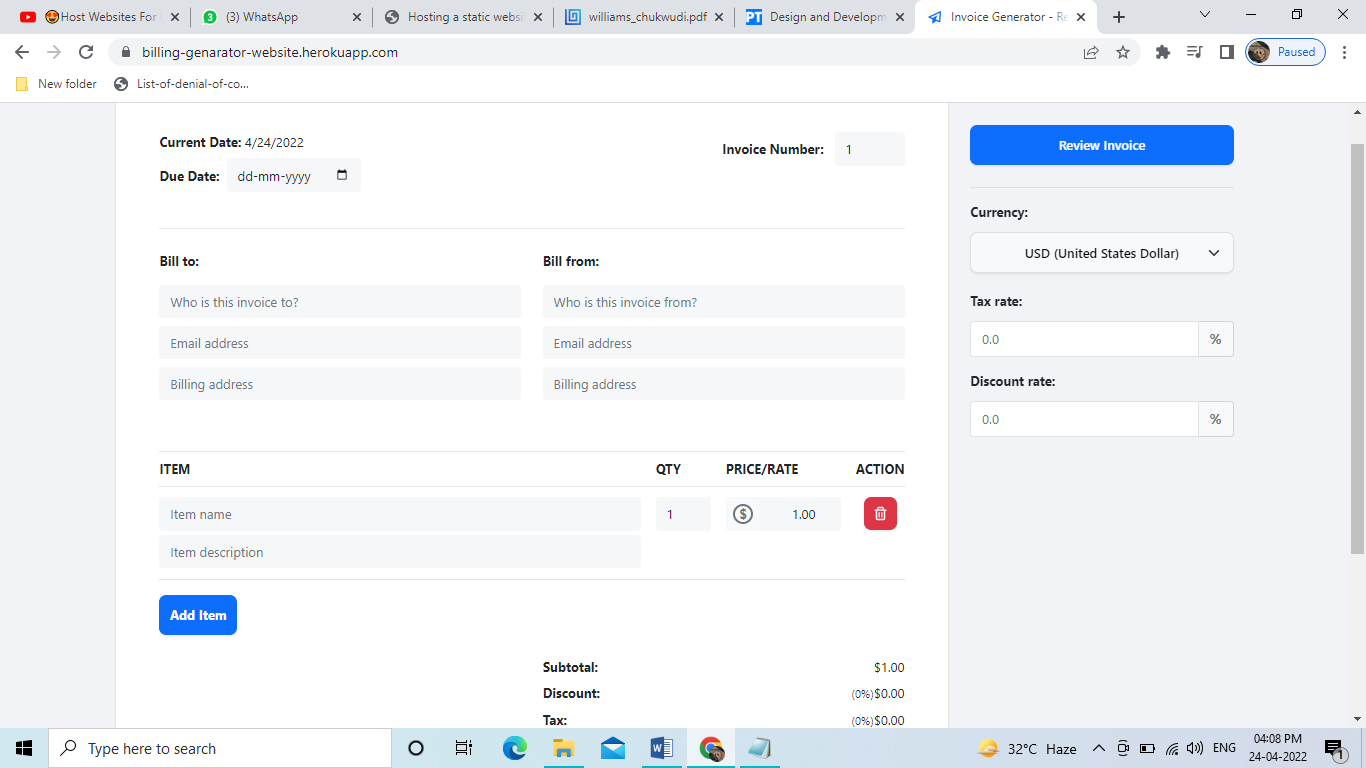 Host Websites For
(3) WhatsApp
Hosting a static websi
williams_chukwudi.pdf
PT Design and Developm
Invoice Generator - Re
billing-genarator-website.herokuapp.com
Paused
New folder
List-of-denial-of-co...
Current Date: 4/24/2022
Invoice Number: 1
Due Date: dd-mm-yyyy
Review Invoice
Currency:
USD (United States Dollar)
Tax rate:
0.0 %
Discount rate:
0.0 %
Bill to:
Who is this invoice to?
Email address
Billing address
Bill from:
Who is this invoice from?
Email address
Billing address
ITEM QTY PRICE/RATE ACTION
Item name 1 $ 1.00
Item description
Add Item
Subtotal: $1.00
Discount: (0%)$0.00
Tax: (0%)$0.00
Type here to search
32°C Haze
ENG
04:08 PM
24-04-2022
1